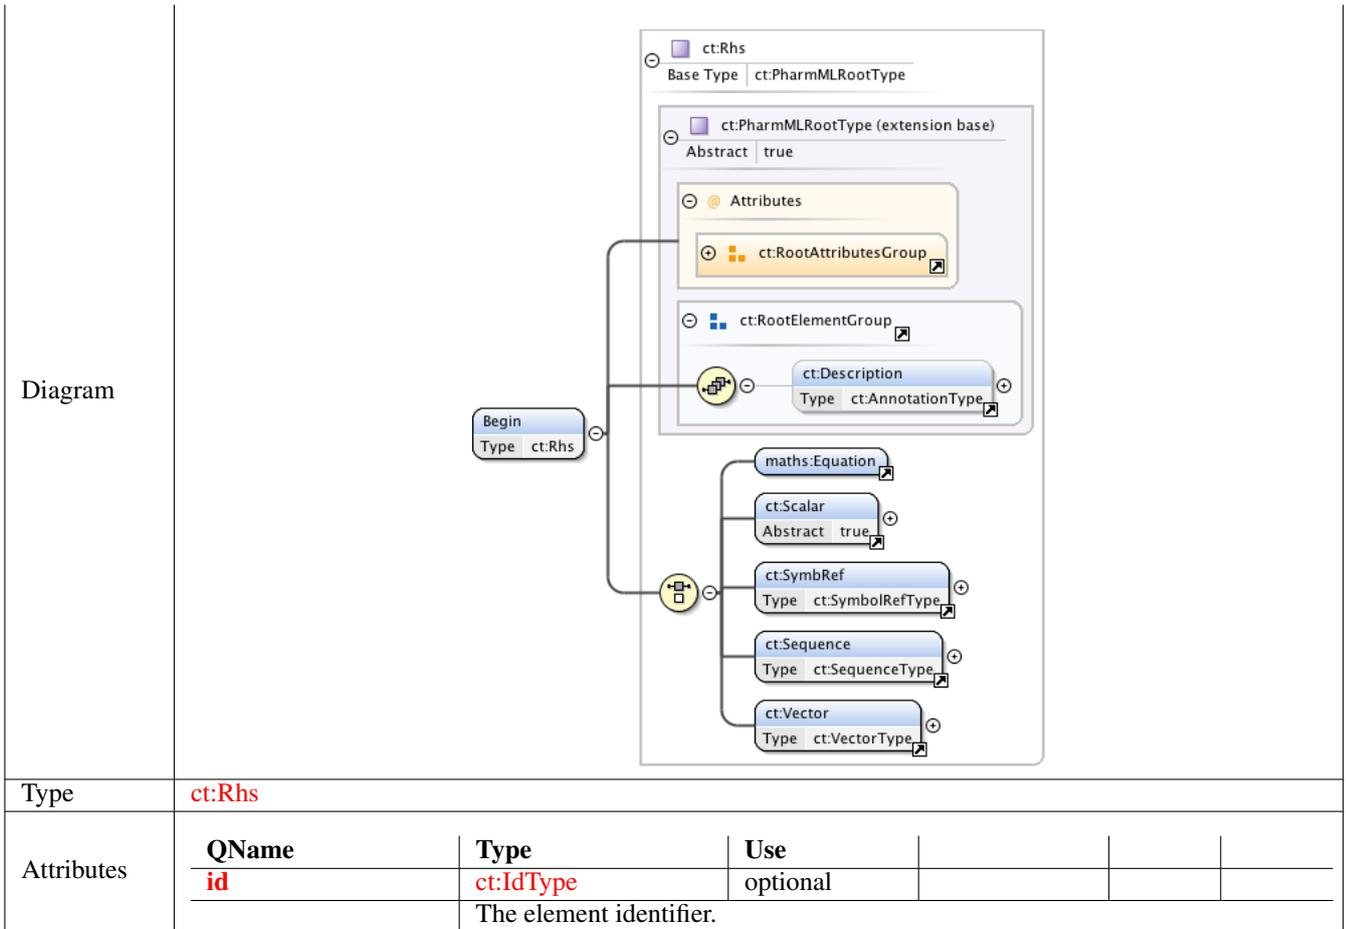 ct:Rhs
Base Type ct:PharmMLRootType
ct:PharmMLRootType (extension base)
Abstract true
@ Attributes
ct:RootAttributesGroup
ct:RootElementGroup
ct:Description
Type ct:AnnotationType
Diagram
Begin
Type ct:Rhs
maths:Equation
ct:Scalar
Abstract true
ct:SymbRef
Type ct:SymbolRefType
ct:Sequence
Type ct:SequenceType
ct:Vector
Type ct:VectorType
Type ct:Rhs
Attributes
QName Type Use
id ct:IdType optional
The element identifier.